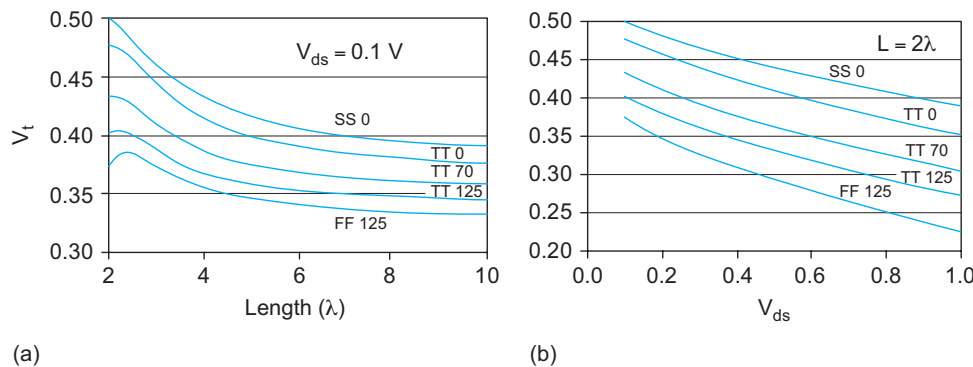 0.50
0.45
0.40
0.35
0.30
V_t
V_ds = 0.1 V
SS 0
TT 0
TT 70
TT 125
FF 125
2
4
6
8
10
Length (λ)
(a)
0.50
0.45
0.40
0.35
0.30
0.25
0.20
L = 2λ
SS 0
TT 0
TT 70
TT 125
FF 125
0.0
0.2
0.4
0.6
0.8
1.0
V_ds
(b)